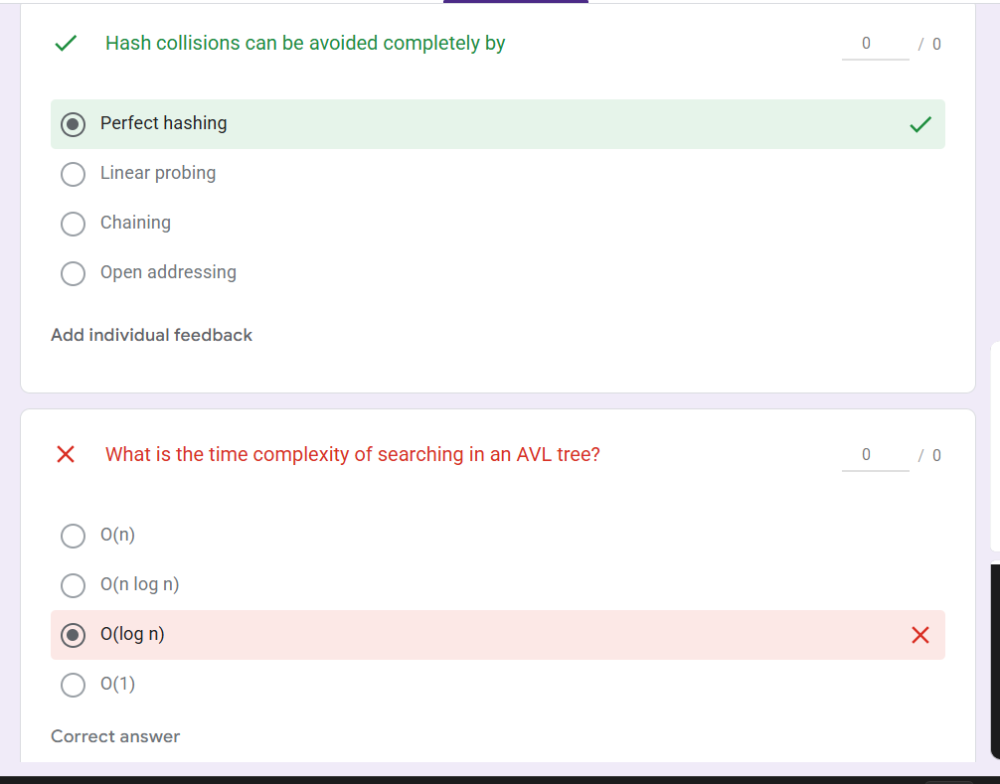 Hash collisions can be avoided completely by
0 / 0
Perfect hashing
Linear probing
Chaining
Open addressing
Add individual feedback
What is the time complexity of searching in an AVL tree?
0 / 0
O(n)
O(n log n)
O(log n)
O(1)
Correct answer